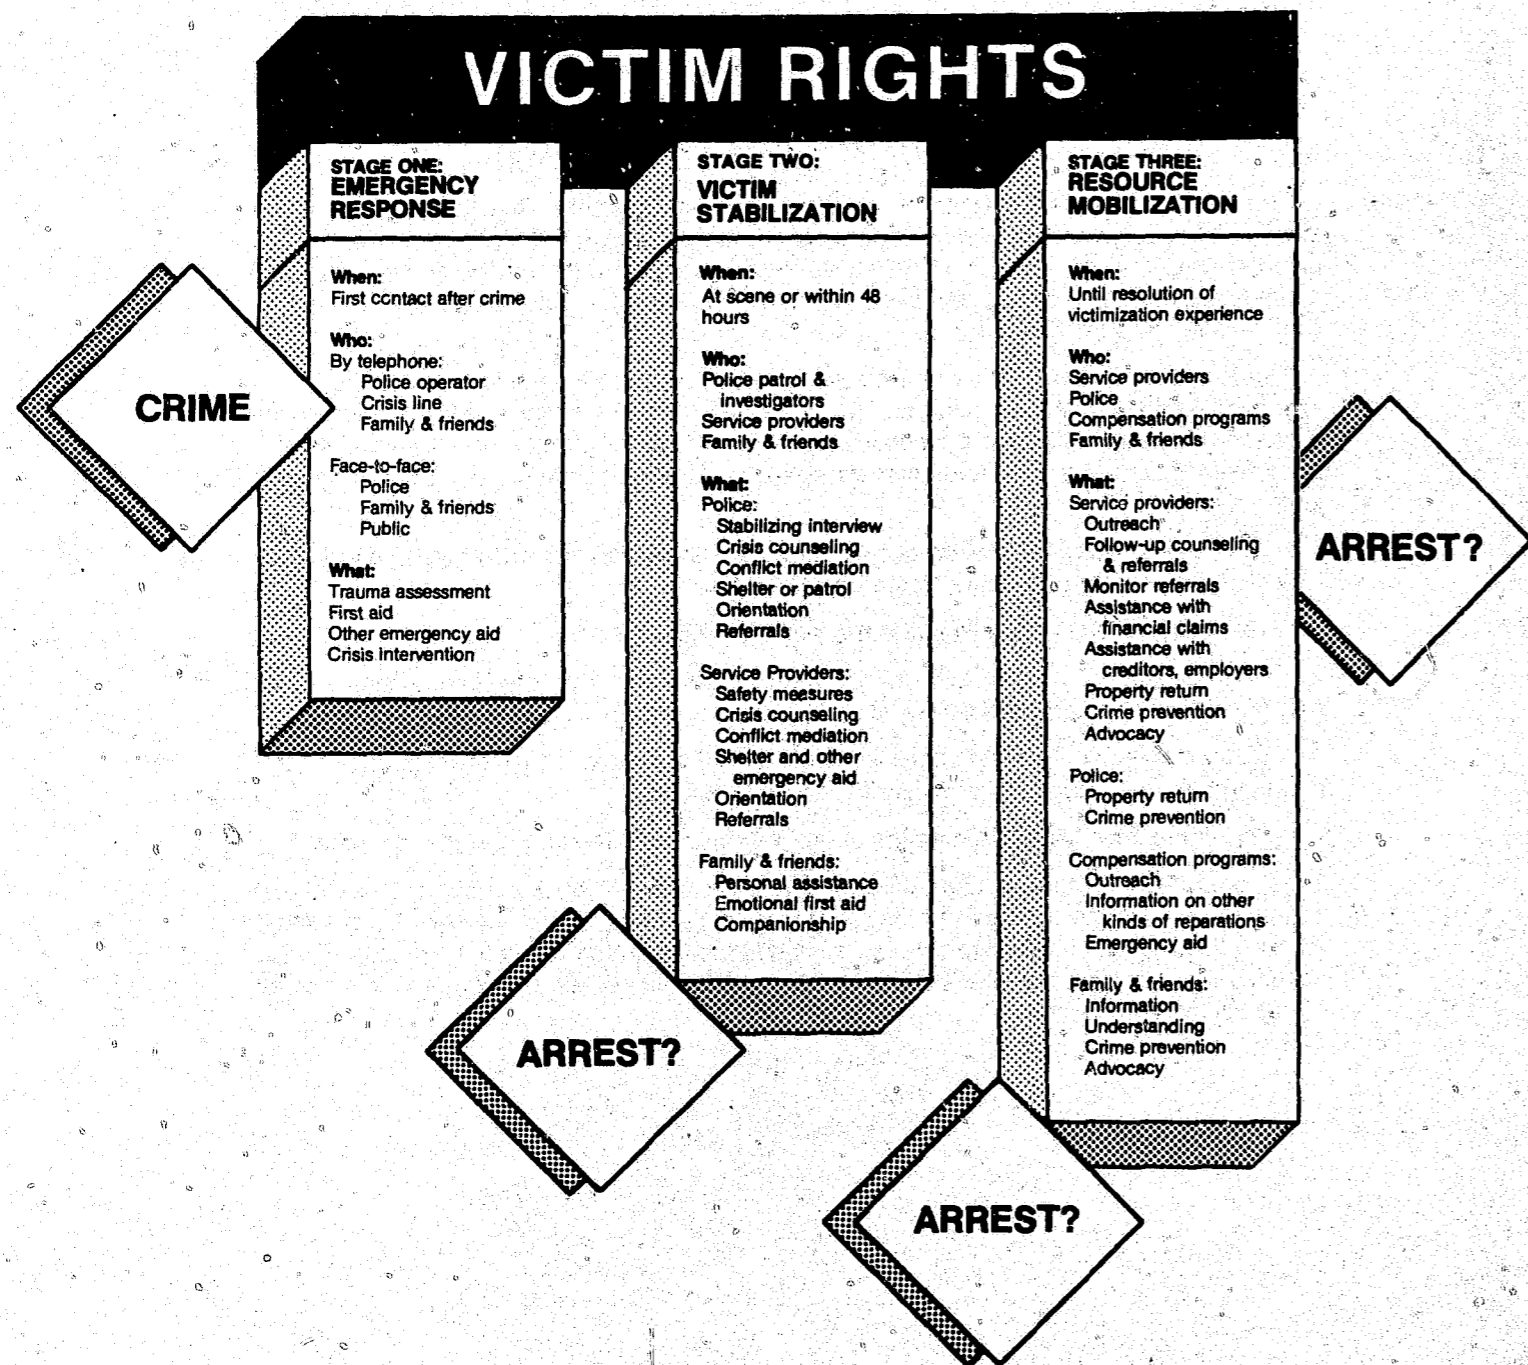 VICTIM RIGHTS
STAGE ONE:
EMERGENCY
RESPONSE
When:
First contact after crime
Who:
By telephone:
Police operator
Crisis line
Family & friends
Face-to-face:
Police
Family & friends
Public
What:
Trauma assessment
First aid
Other emergency aid
Crisis Intervention
CRIME
STAGE TWO:
VICTIM
STABILIZATION
When:
At scene or within 48
hours
Who:
Police patrol &
investigators
Service providers
Family & friends
What:
Police:
Stabilizing interview
Crisis counseling
Conflict mediation
Shelter or patrol
Orientation
Referrals
Service Providers:
Safety measures
Crisis counseling
Conflict mediation
Shelter and other
emergency aid
Orientation
Referrals
Family & friends:
Personal assistance
Emotional first aid
Companionship
ARREST?
STAGE THREE:
RESOURCE
MOBILIZATION
When:
Until resolution of
victimization experience
Who:
Service providers
Police
Compensation programs
Family & friends
What:
Service providers:
Outreach
Follow-up counseling
& referrals
Monitor referrals
Assistance with
financial claims
Assistance with
creditors, employers
Property return
Crime prevention
Advocacy
Police:
Property return
Crime prevention
Compensation programs:
Outreach
Information on other
kinds of reparations
Emergency aid
Family & friends:
Information
Understanding
Crime prevention
Advocacy
ARREST?
ARREST?